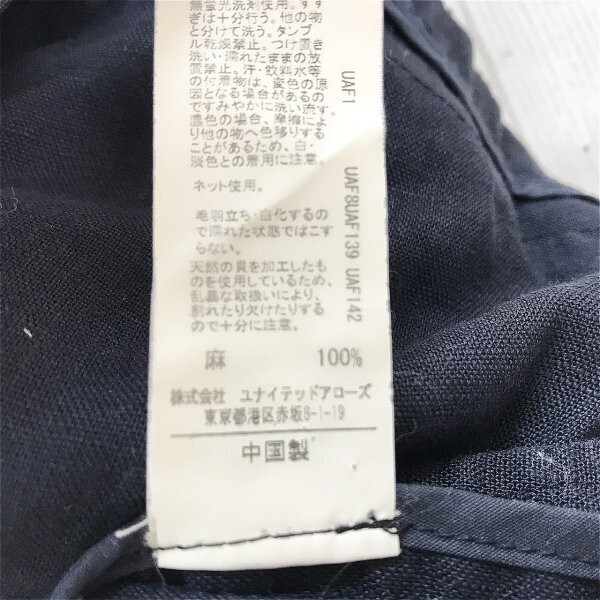 無蛍光洗剤使用。すす
ぎは十分行う。他の物
と分けて洗う。タンブ
ル乾燥禁止。つけ置き
洗い・濡れたままの放
置禁止。汗・飲料水等
の付着物は、変色の原
因となる場合があるの
ですみやかに洗い流す。
濃色の場合、摩擦によ
り他の物へ色移りする
ことがあるため、白・
淡色との着用に注意。
ネット使用。
毛羽立ち・白化するの
で濡れた状態ではこす
らない。
天然の貝を加工したも
のを使用しているため、
乱暴な取扱いにより、
割れたり欠けたりする
ので十分に注意。
麻 100%
株式会社 ユナイテッドアローズ
東京都港区赤坂8-1-19
中国製
UAF1
UAF8UAF139 UAF142